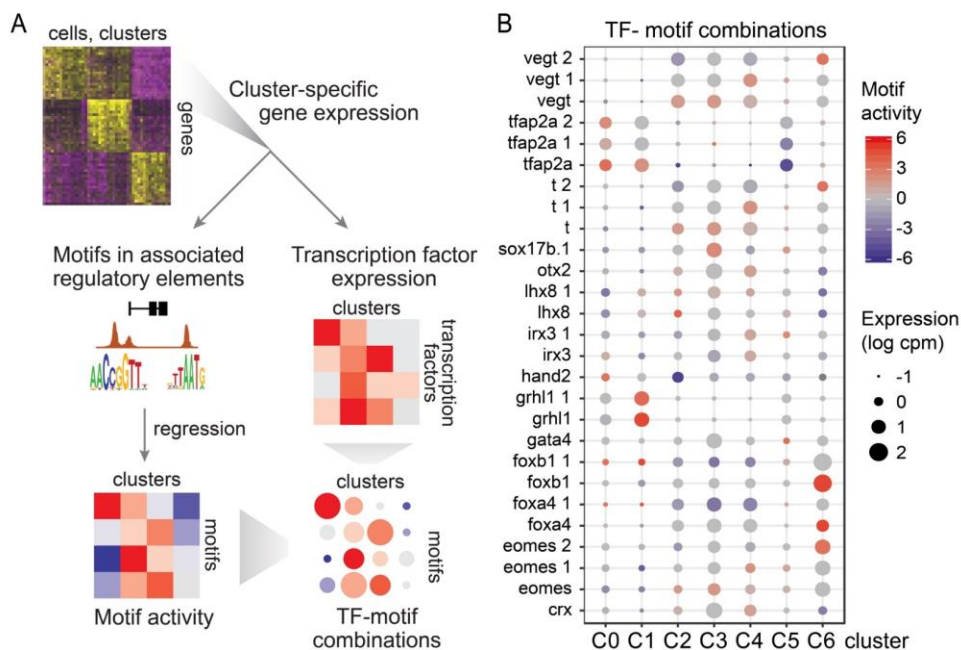 A
cells, clusters
genes
Cluster-specific
gene expression
Motifs in associated
regulatory elements
AACCGGTT
TTAATG
regression
clusters
motifs
Motif activity
Transcription factor
expression
clusters
transcription
factors
clusters
motifs
TF-motif
combinations
B
TF- motif combinations
vegt 2
vegt 1
vegt
tfap2a 2
tfap2a 1
tfap2a
t 2
t 1
t
sox17b.1
otx2
lhx8 1
lhx8
irx3 1
irx3
hand2
grhl1 1
grhl1
gata4
foxb1 1
foxb1
foxa4 1
foxa4
eomes 2
eomes 1
eomes
crx
C0 C1 C2 C3 C4 C5 C6 cluster
Motif
activity
6
3
0
-3
-6
Expression
(log cpm)
-1
0
1
2